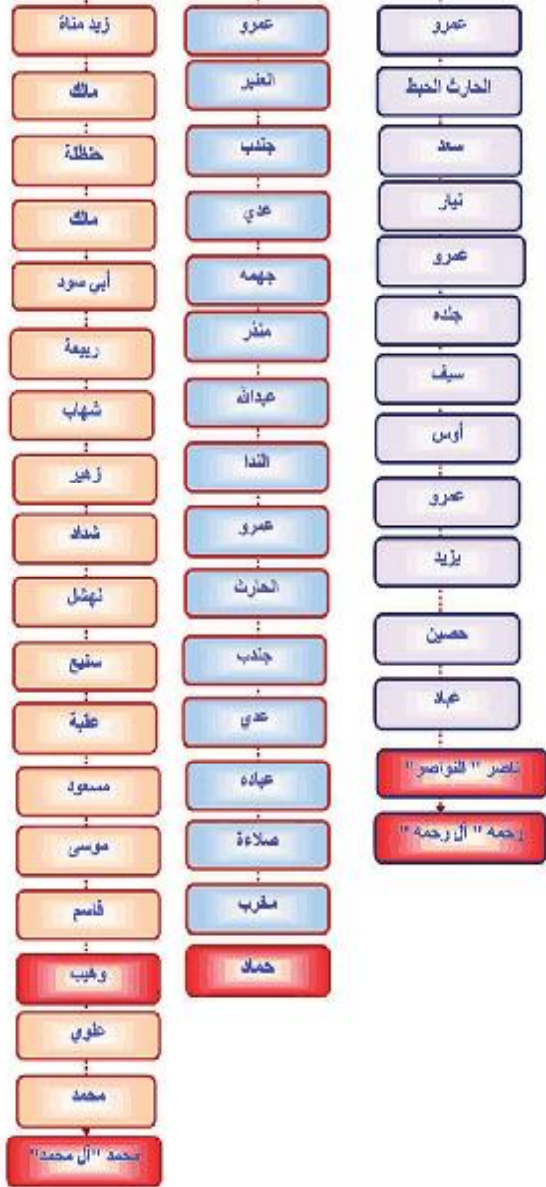 عمرو
الحارث الحبط
سعد
نيار
عمرو
جلده
سيف
أوس
عمرو
يزيد
حصين
عباد
ناصر " النواصر"
رحمه " آل رحمه "
عمرو
العنبر
جندب
عدي
جهمه
منذر
عبدالله
الندا
عمرو
الحارث
جندب
عدي
عباده
صلاءة
مقرب
حماد
زيد مناة
مالك
حنظلة
مالك
أبي سود
ربيعة
شهاب
زهير
شداد
نهشل
سنيع
عقبة
مسعود
موسى
قاسم
وهيب
علوي
محمد
محمد "آل محمد"